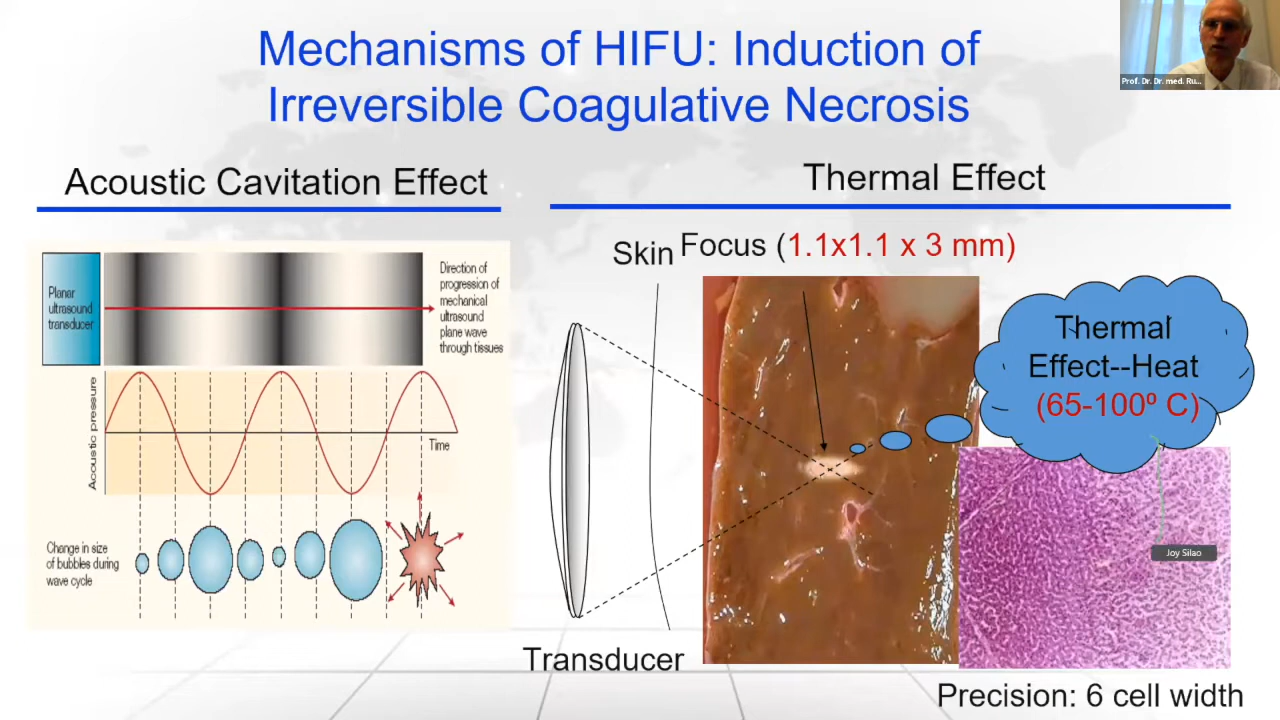 Mechanisms of HIFU: Induction of
Irreversible Coagulative Necrosis
Prof. Dr. Dr. med. Ru...
Acoustic Cavitation Effect
Thermal Effect
Planar
ultrasound
transducer
Direction of
progression of
mechanical
ultrasound
plane wave
through tissues
Acoustic pressure
Time
Change in size
of bubbles during
wave cycle
Skin
Focus (1.1x1.1 x 3 mm)
Thermal
Effect--Heat
(65-100º C)
Joy Silao
Transducer
Precision: 6 cell width